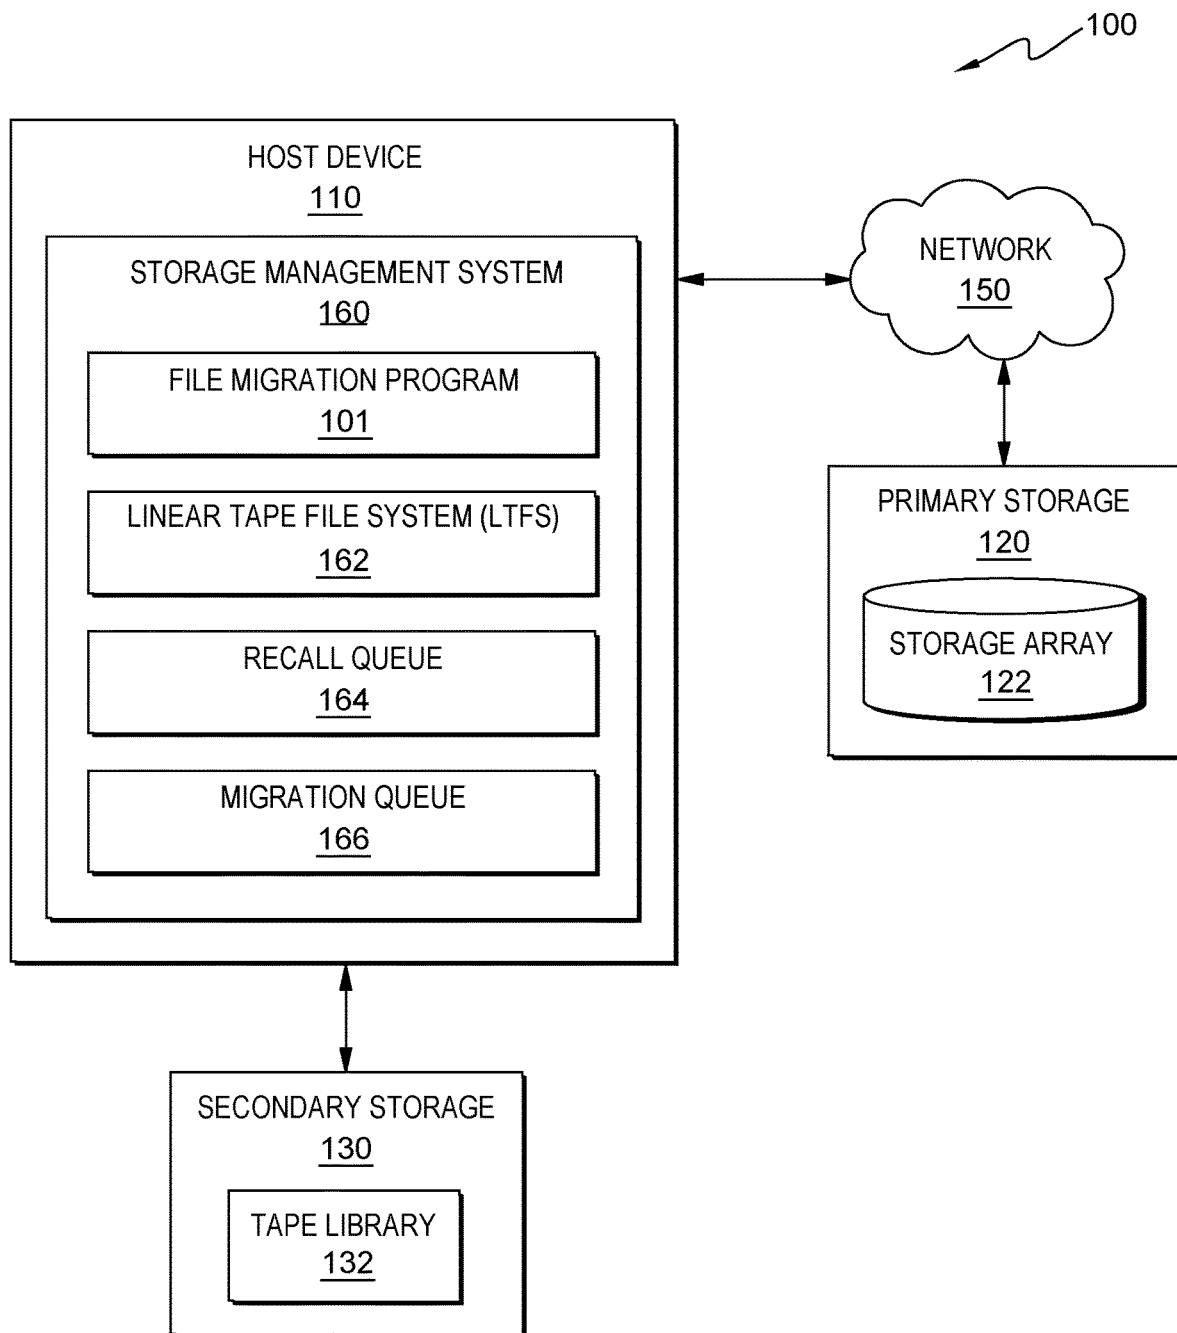 100
HOST DEVICE
110
STORAGE MANAGEMENT SYSTEM
160
FILE MIGRATION PROGRAM
101
LINEAR TAPE FILE SYSTEM (LTFS)
162
RECALL QUEUE
164
MIGRATION QUEUE
166
NETWORK
150
PRIMARY STORAGE
120
STORAGE ARRAY
122
SECONDARY STORAGE
130
TAPE LIBRARY
132